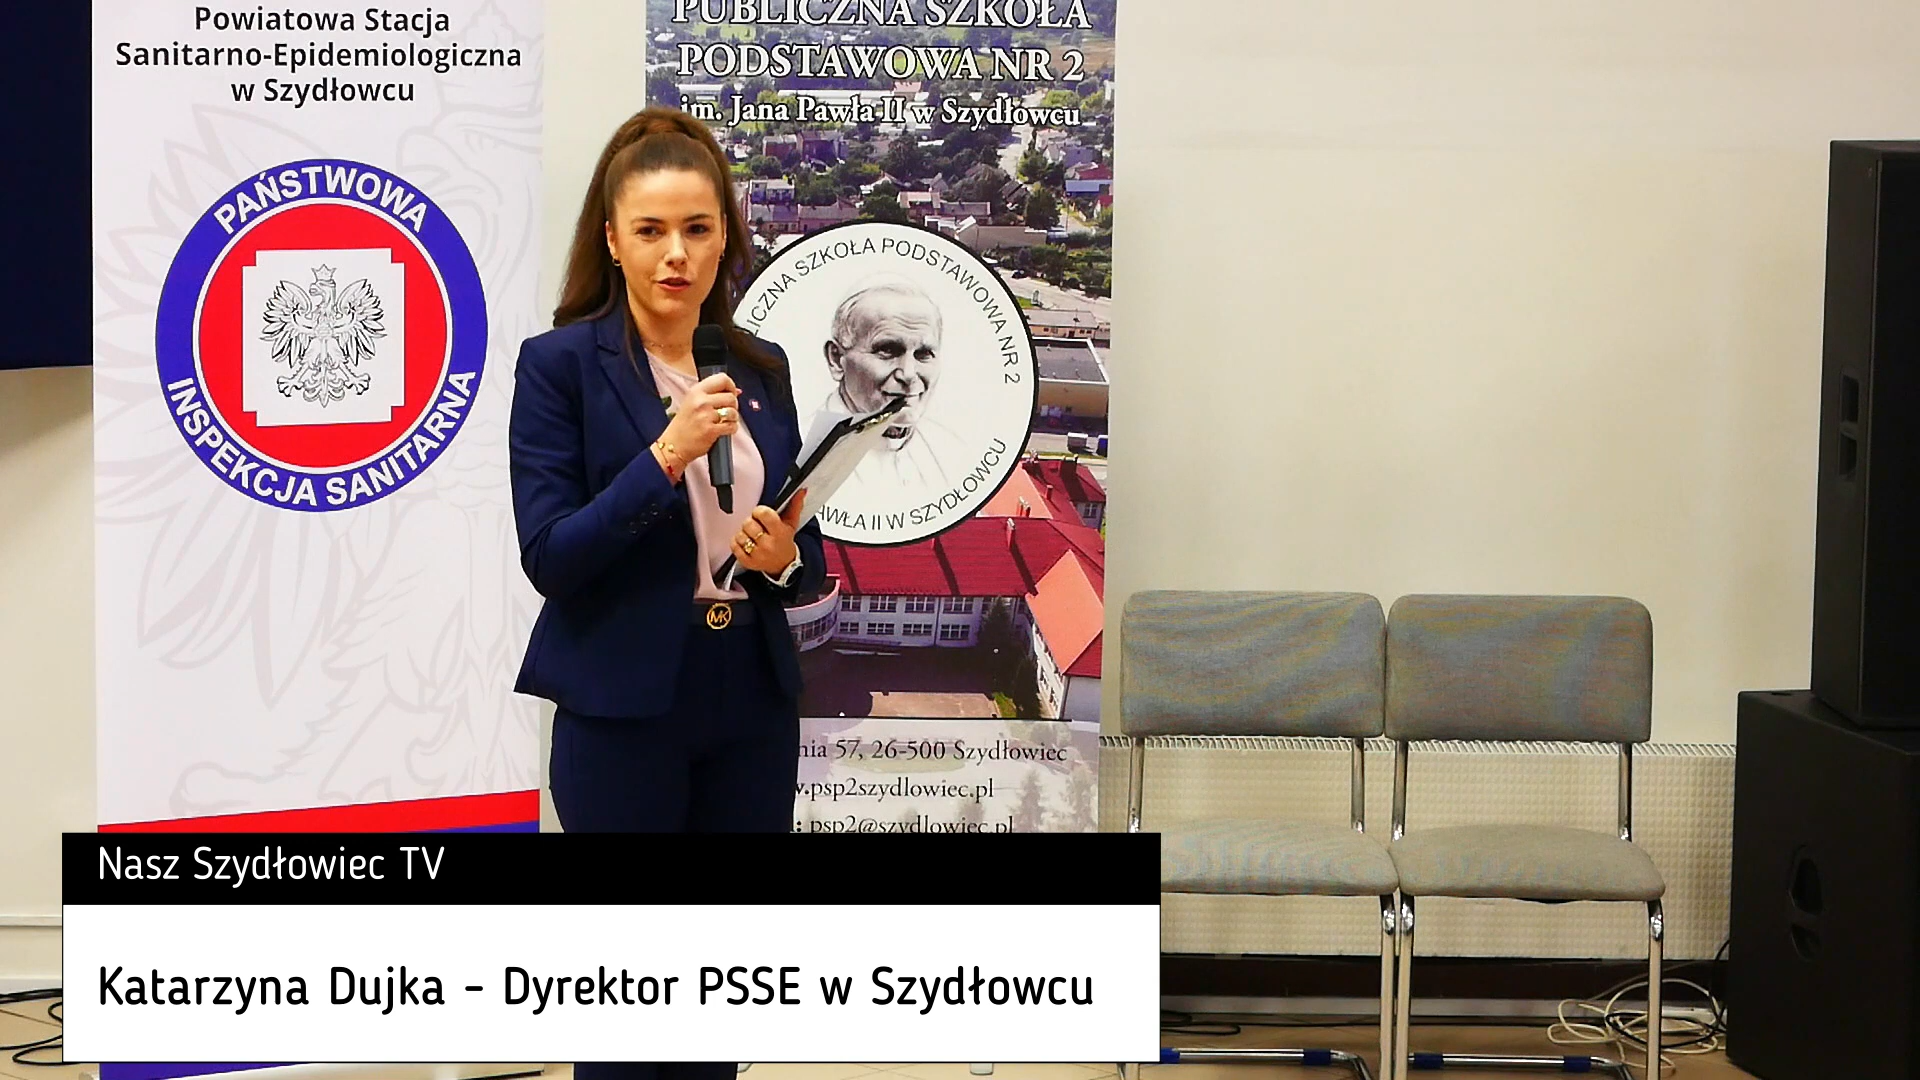 Powiatowa Stacja
Sanitarno-Epidemiologiczna
w Szydłowcu
PAŃSTWOWA
INSPEKCJA SANITARNA
PUBLICZNA SZKOŁA
PODSTAWOWA NR 2
im. Jana Pawła II w Szydłowcu
SZKOŁA PODSTAWOWA NR 2
II W SZYDŁOWCU
MK
57, 26-500 Szydłowiec
psp2szydlowiec.pl
psp2@szydlowiec.pl
Nasz Szydłowiec TV
Katarzyna Dujka - Dyrektor PSSE w Szydłowcu